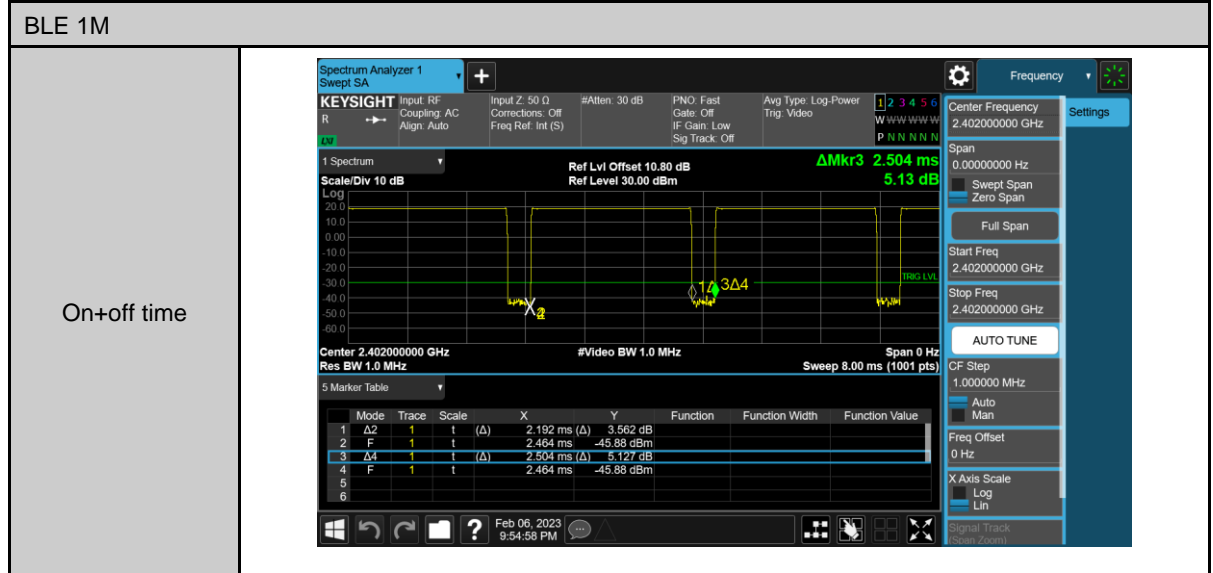 BLE 1M
On+off time
Spectrum Analyzer 1
Swept SA
+
Frequency
KEYSIGHT Input: RF Input Z: 50 Ω #Atten: 30 dB PNO: Fast Avg Type: Log-Power 1 2 3 4 5 6
R Coupling: AC Corrections: Off Gate: Off Trig: Video W W W W W W
Align: Auto Freq Ref: Int (S) IF Gain: Low P N N N N N
LXI Sig Track: Off
1 Spectrum
Ref Lvl Offset 10.80 dB ΔMkr3 2.504 ms
Scale/Div 10 dB Ref Level 30.00 dBm 5.13 dB
Log
20.0
10.0
0.00
-10.0
-20.0
-30.0
-40.0
-50.0
-60.0
TRIG LVL
1Δ 3Δ4
X
Center 2.402000000 GHz #Video BW 1.0 MHz Span 0 Hz
Res BW 1.0 MHz Sweep 8.00 ms (1001 pts)
5 Marker Table
Mode Trace Scale X Y Function Function Width Function Value
1 Δ2 1 t (Δ) 2.192 ms (Δ) 3.562 dB
2 F 1 t 2.464 ms -45.88 dBm
3 Δ4 1 t (Δ) 2.504 ms (Δ) 5.127 dB
4 F 1 t 2.464 ms -45.88 dBm
5
6
? Feb 06, 2023
9:54:58 PM
Center Frequency
2.402000000 GHz
Settings
Span
0.00000000 Hz
Swept Span
Zero Span
Full Span
Start Freq
2.402000000 GHz
Stop Freq
2.402000000 GHz
AUTO TUNE
CF Step
1.000000 MHz
Auto
Man
Freq Offset
0 Hz
X Axis Scale
Log
Lin
Signal Track
(Span Zoom)